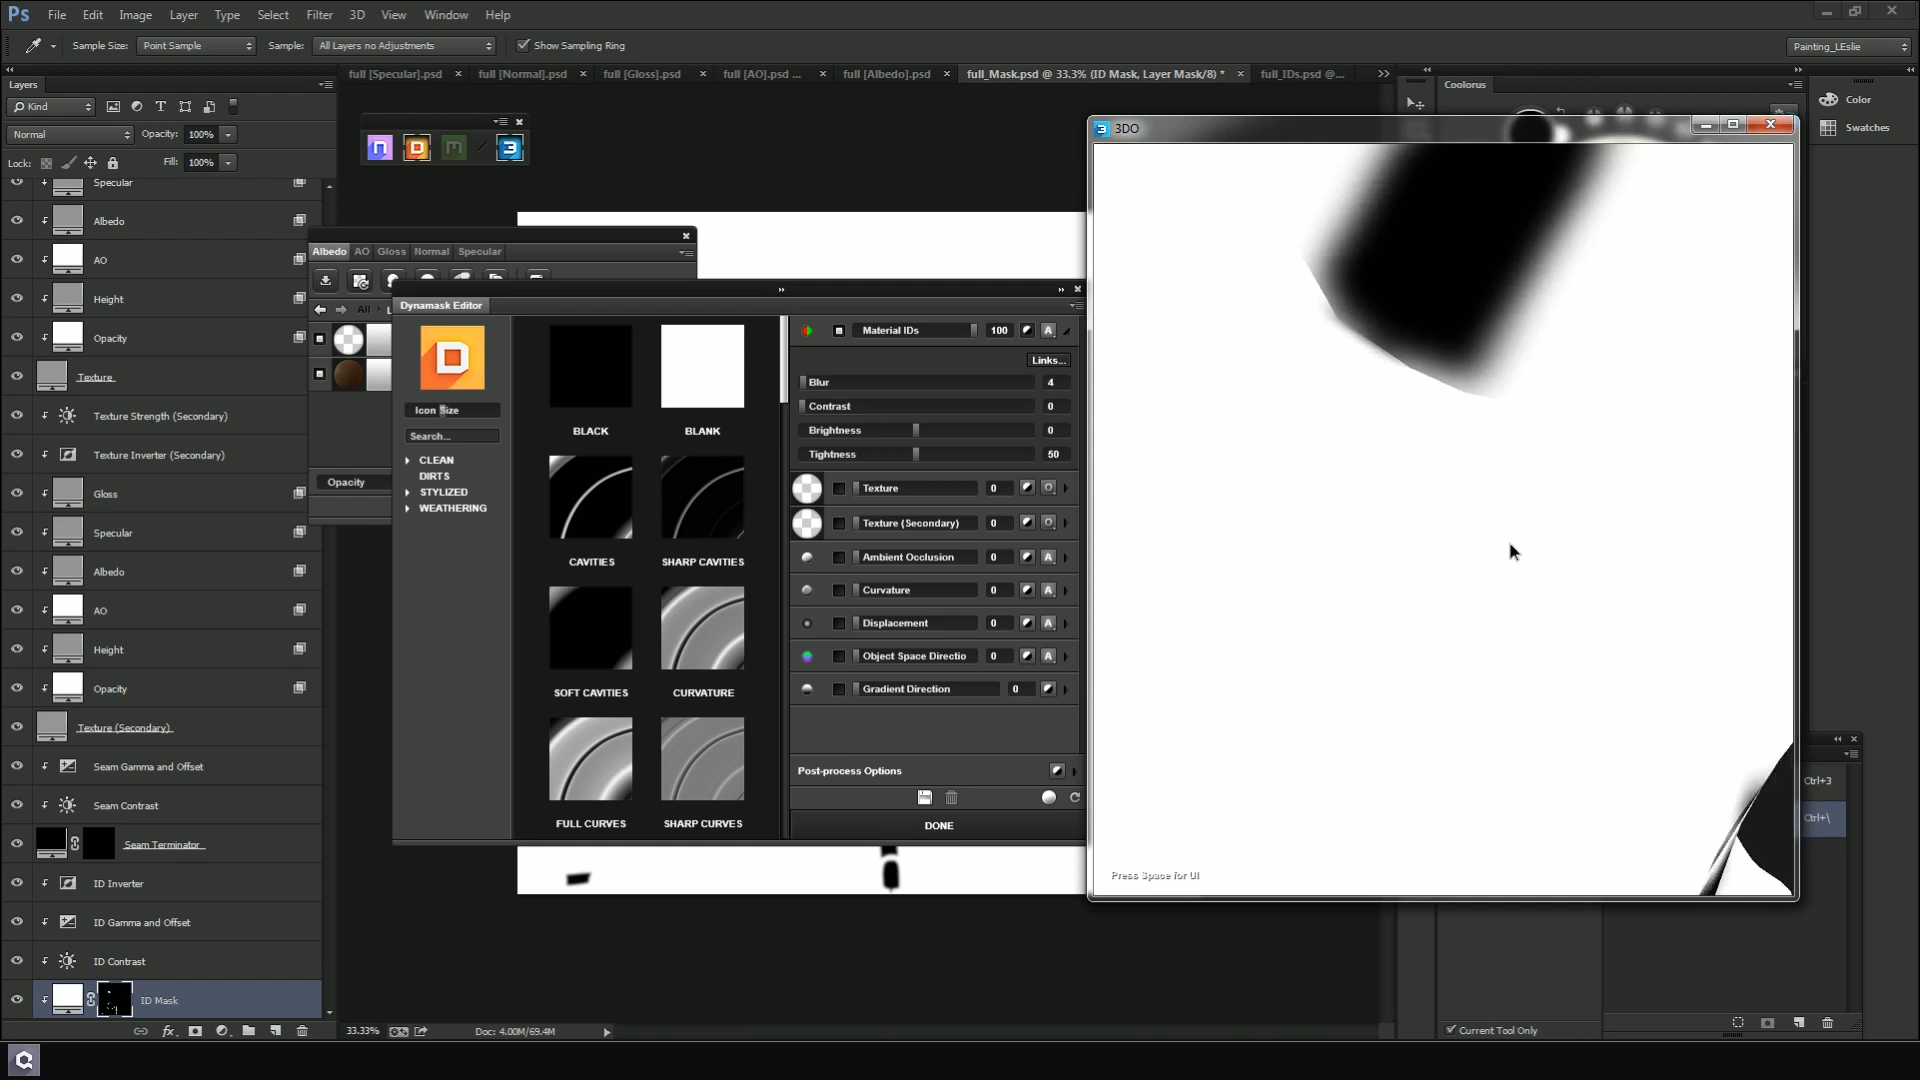 Ps File Edit Image Layer Type Select Filter 3D View Window Help
Sample Size: Point Sample Sample: All Layers no Adjustments Show Sampling Ring Painting_LEslie
Layers
full [Specular].psd full [Normal].psd full [Gloss].psd full [AO].psd ... full [Albedo].psd full_Mask.psd @ 33.3% (ID Mask, Layer Mask/8) * full_IDs.psd @...
Coolorus
Color
Swatches
Kind
Normal Opacity: 100%
Lock: Fill: 100%
Specular
Albedo
AO
Height
Opacity
Texture
Texture Strength (Secondary)
Texture Inverter (Secondary)
Gloss
Specular
Albedo
AO
Height
Opacity
Texture (Secondary)
Seam Gamma and Offset
Seam Contrast
Seam Terminator
ID Inverter
ID Gamma and Offset
ID Contrast
ID Mask
Albedo AO Gloss Normal Specular
All
Opacity
Dynamask Editor
Icon Size
Search...
CLEAN
DIRTS
STYLIZED
WEATHERING
BLACK BLANK
CAVITIES SHARP CAVITIES
SOFT CAVITIES CURVATURE
FULL CURVES SHARP CURVES
Material IDs 100 A
Links...
Blur 4
Contrast 0
Brightness 0
Tightness 50
Texture 0
Texture (Secondary) 0
Ambient Occlusion 0 A
Curvature 0 A
Displacement 0 A
Object Space Directio 0 A
Gradient Direction 0
Post-process Options
DONE
3DO
Press Space for UI
Ctrl+3
Ctrl+\
33.33% Doc: 4.00M/69.4M
Current Tool Only